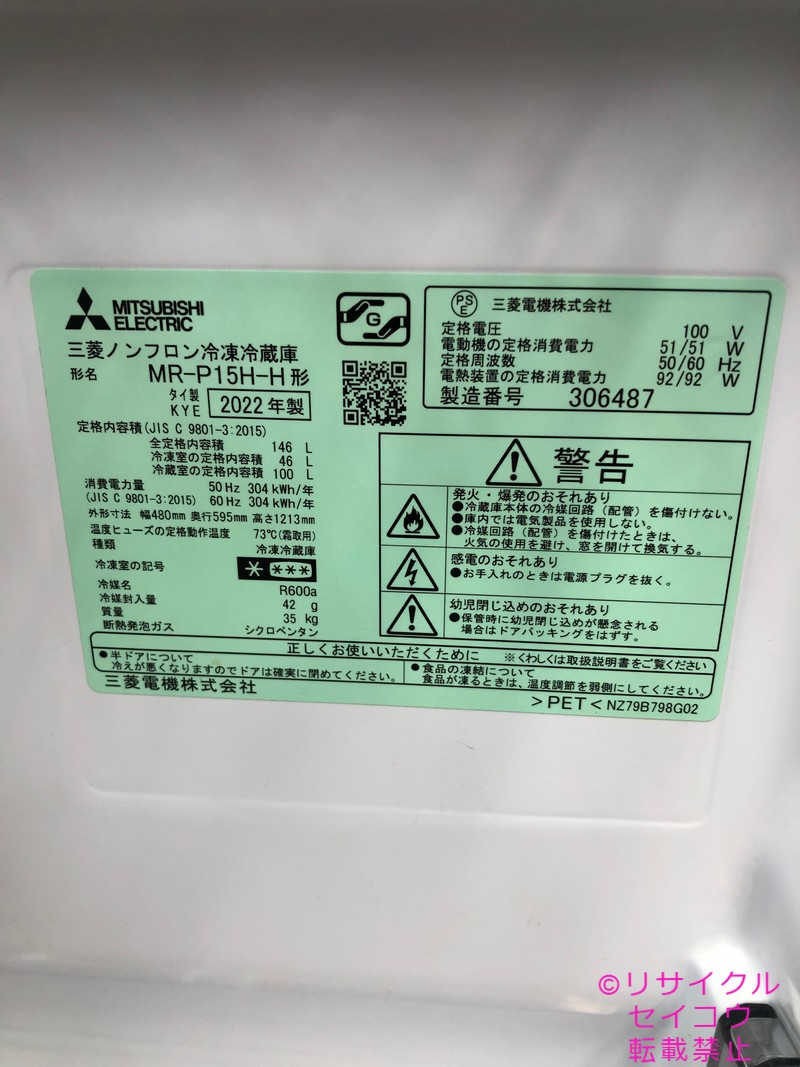 MITSUBISHI
ELECTRIC
三菱ノンフロン冷凍冷蔵庫
形名 MR-P15H-H形
タイ製
KYE 2022年製
定格内容積(JIS C 9801-3:2015)
全定格内容積 146 L
冷凍室の定格内容積 46 L
冷蔵室の定格内容積 100 L
消費電力量 50Hz 304kWh/年
(JIS C 9801-3:2015) 60Hz 304kWh/年
外形寸法 幅480mm 奥行595mm 高さ1213mm
温度ヒューズの定格動作温度 73℃(霜取用)
種類 冷凍冷蔵庫
冷凍室の記号
冷媒名 R600a
冷媒封入量 42 g
質量 35 kg
断熱発泡ガス シクロペンタン
G
PS
E 三菱電機株式会社
定格電圧 100 V
電動機の定格消費電力 51/51 W
定格周波数 50/60 Hz
電熱装置の定格消費電力 92/92 W
製造番号 306487
警告
発火・爆発のおそれあり
●冷蔵庫本体の冷媒回路(配管)を傷付けない。
●庫内では電気製品を使用しない。
●冷媒回路(配管)を傷付けたときは、
火気の使用を避け、窓を開けて換気する。
感電のおそれあり
●お手入れのときは電源プラグを抜く。
幼児閉じ込めのおそれあり
●保管時に幼児閉じ込めが懸念される
場合はドアパッキングをはずす。
正しくお使いいただくために ※くわしくは取扱説明書をご覧ください
●半ドアについて
冷えが悪くなりますのでドアは確実に閉めてください。
●食品の凍結について
食品が凍るときは、温度調節を弱側にしてください。
三菱電機株式会社
>PET< NZ79B798G02
©リサイクル
セイコウ
転載禁止